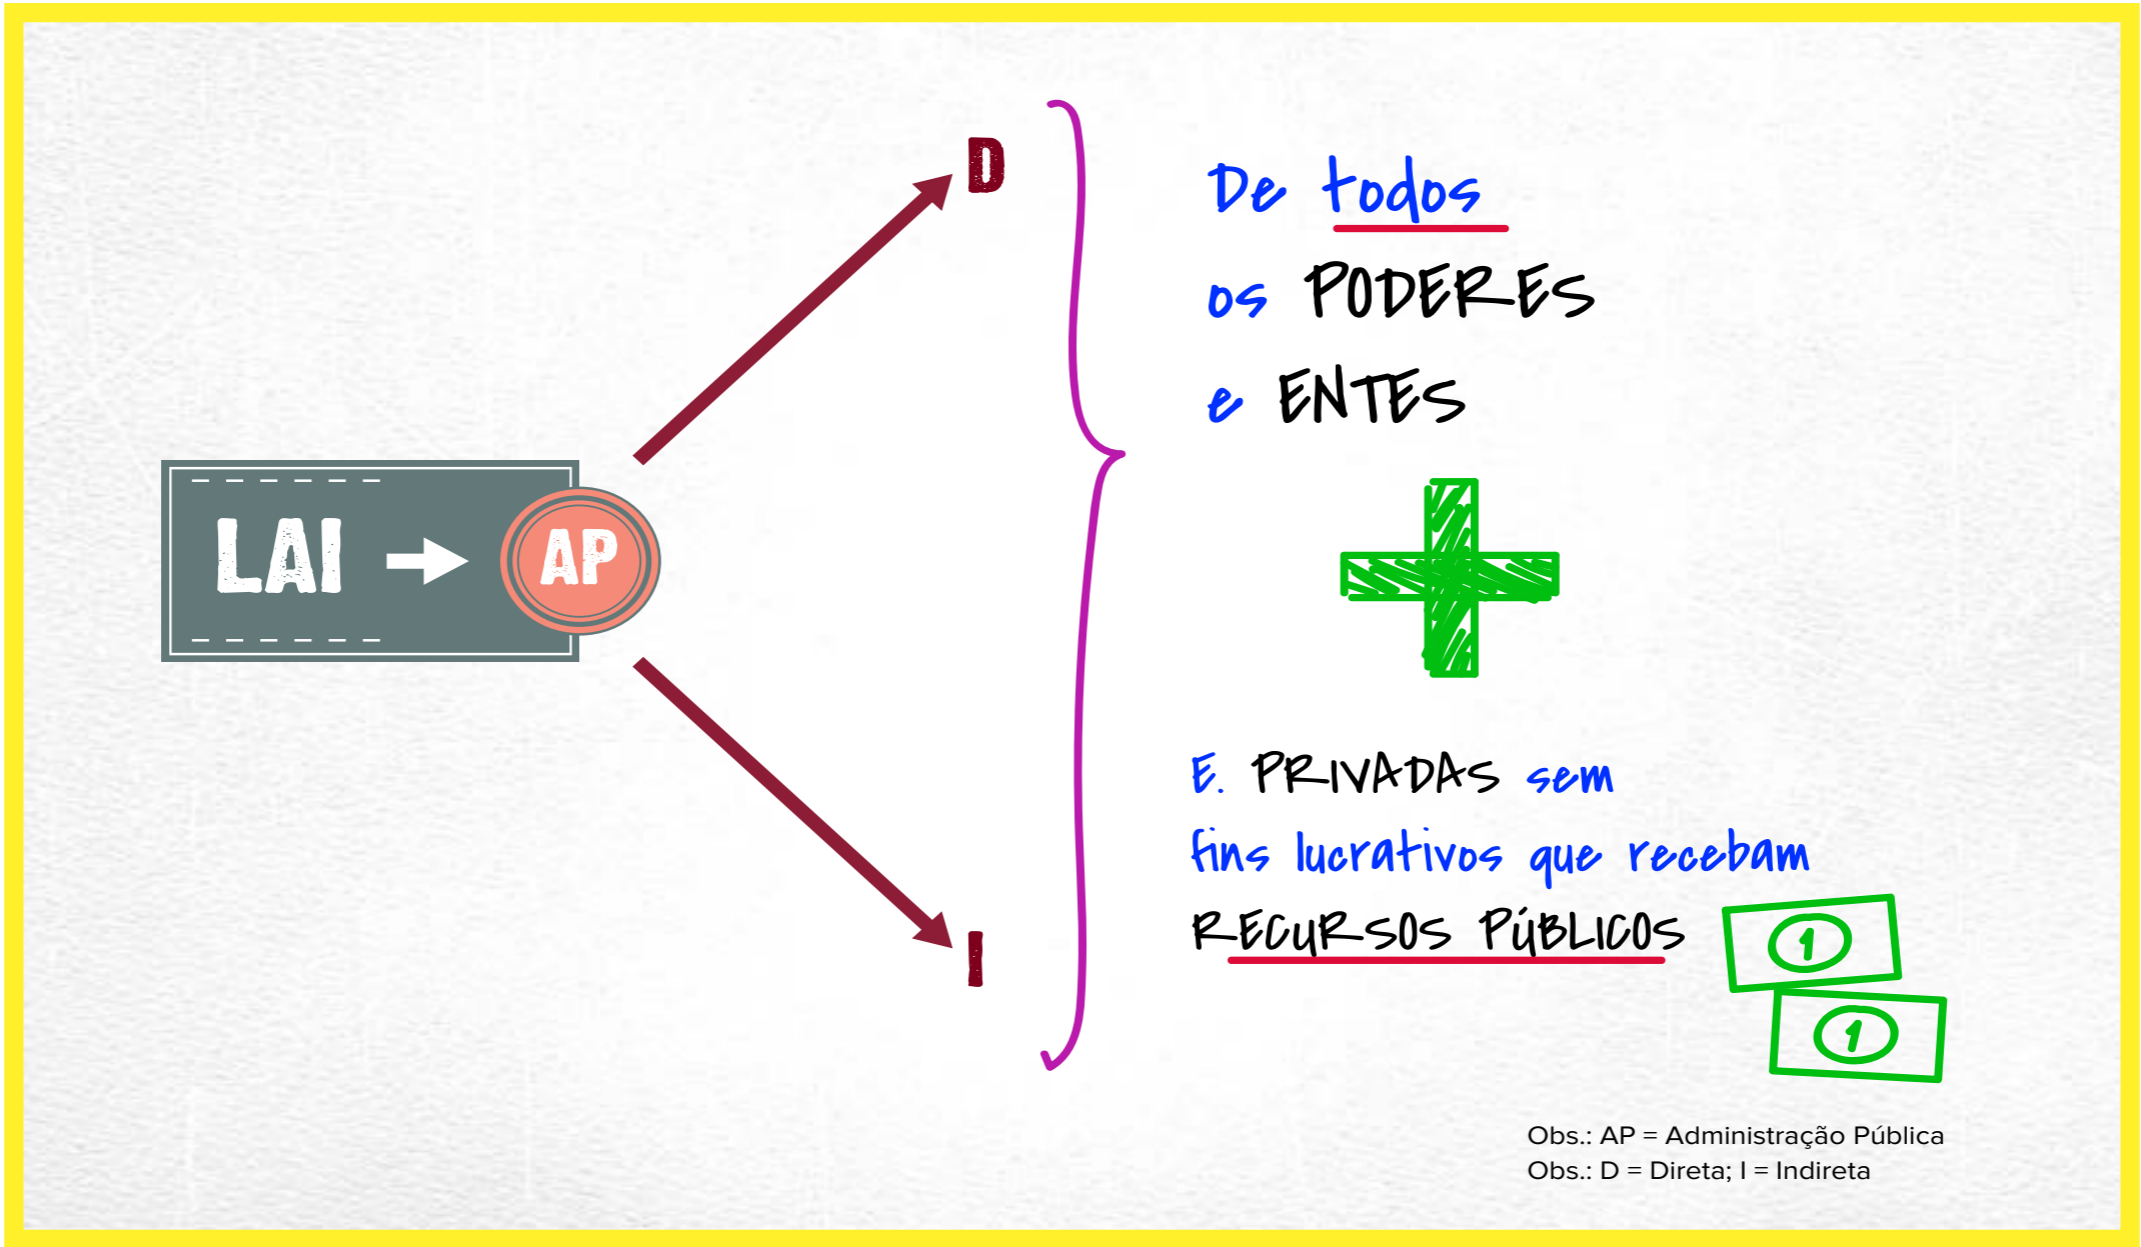 LAI → AP
D
I
De todos
os PODERES
e ENTES
E. PRIVADAS sem
fins lucrativos que recebam
RECURSOS PÚBLICOS
1
1
Obs.: AP = Administração Pública
Obs.: D = Direta; I = Indireta